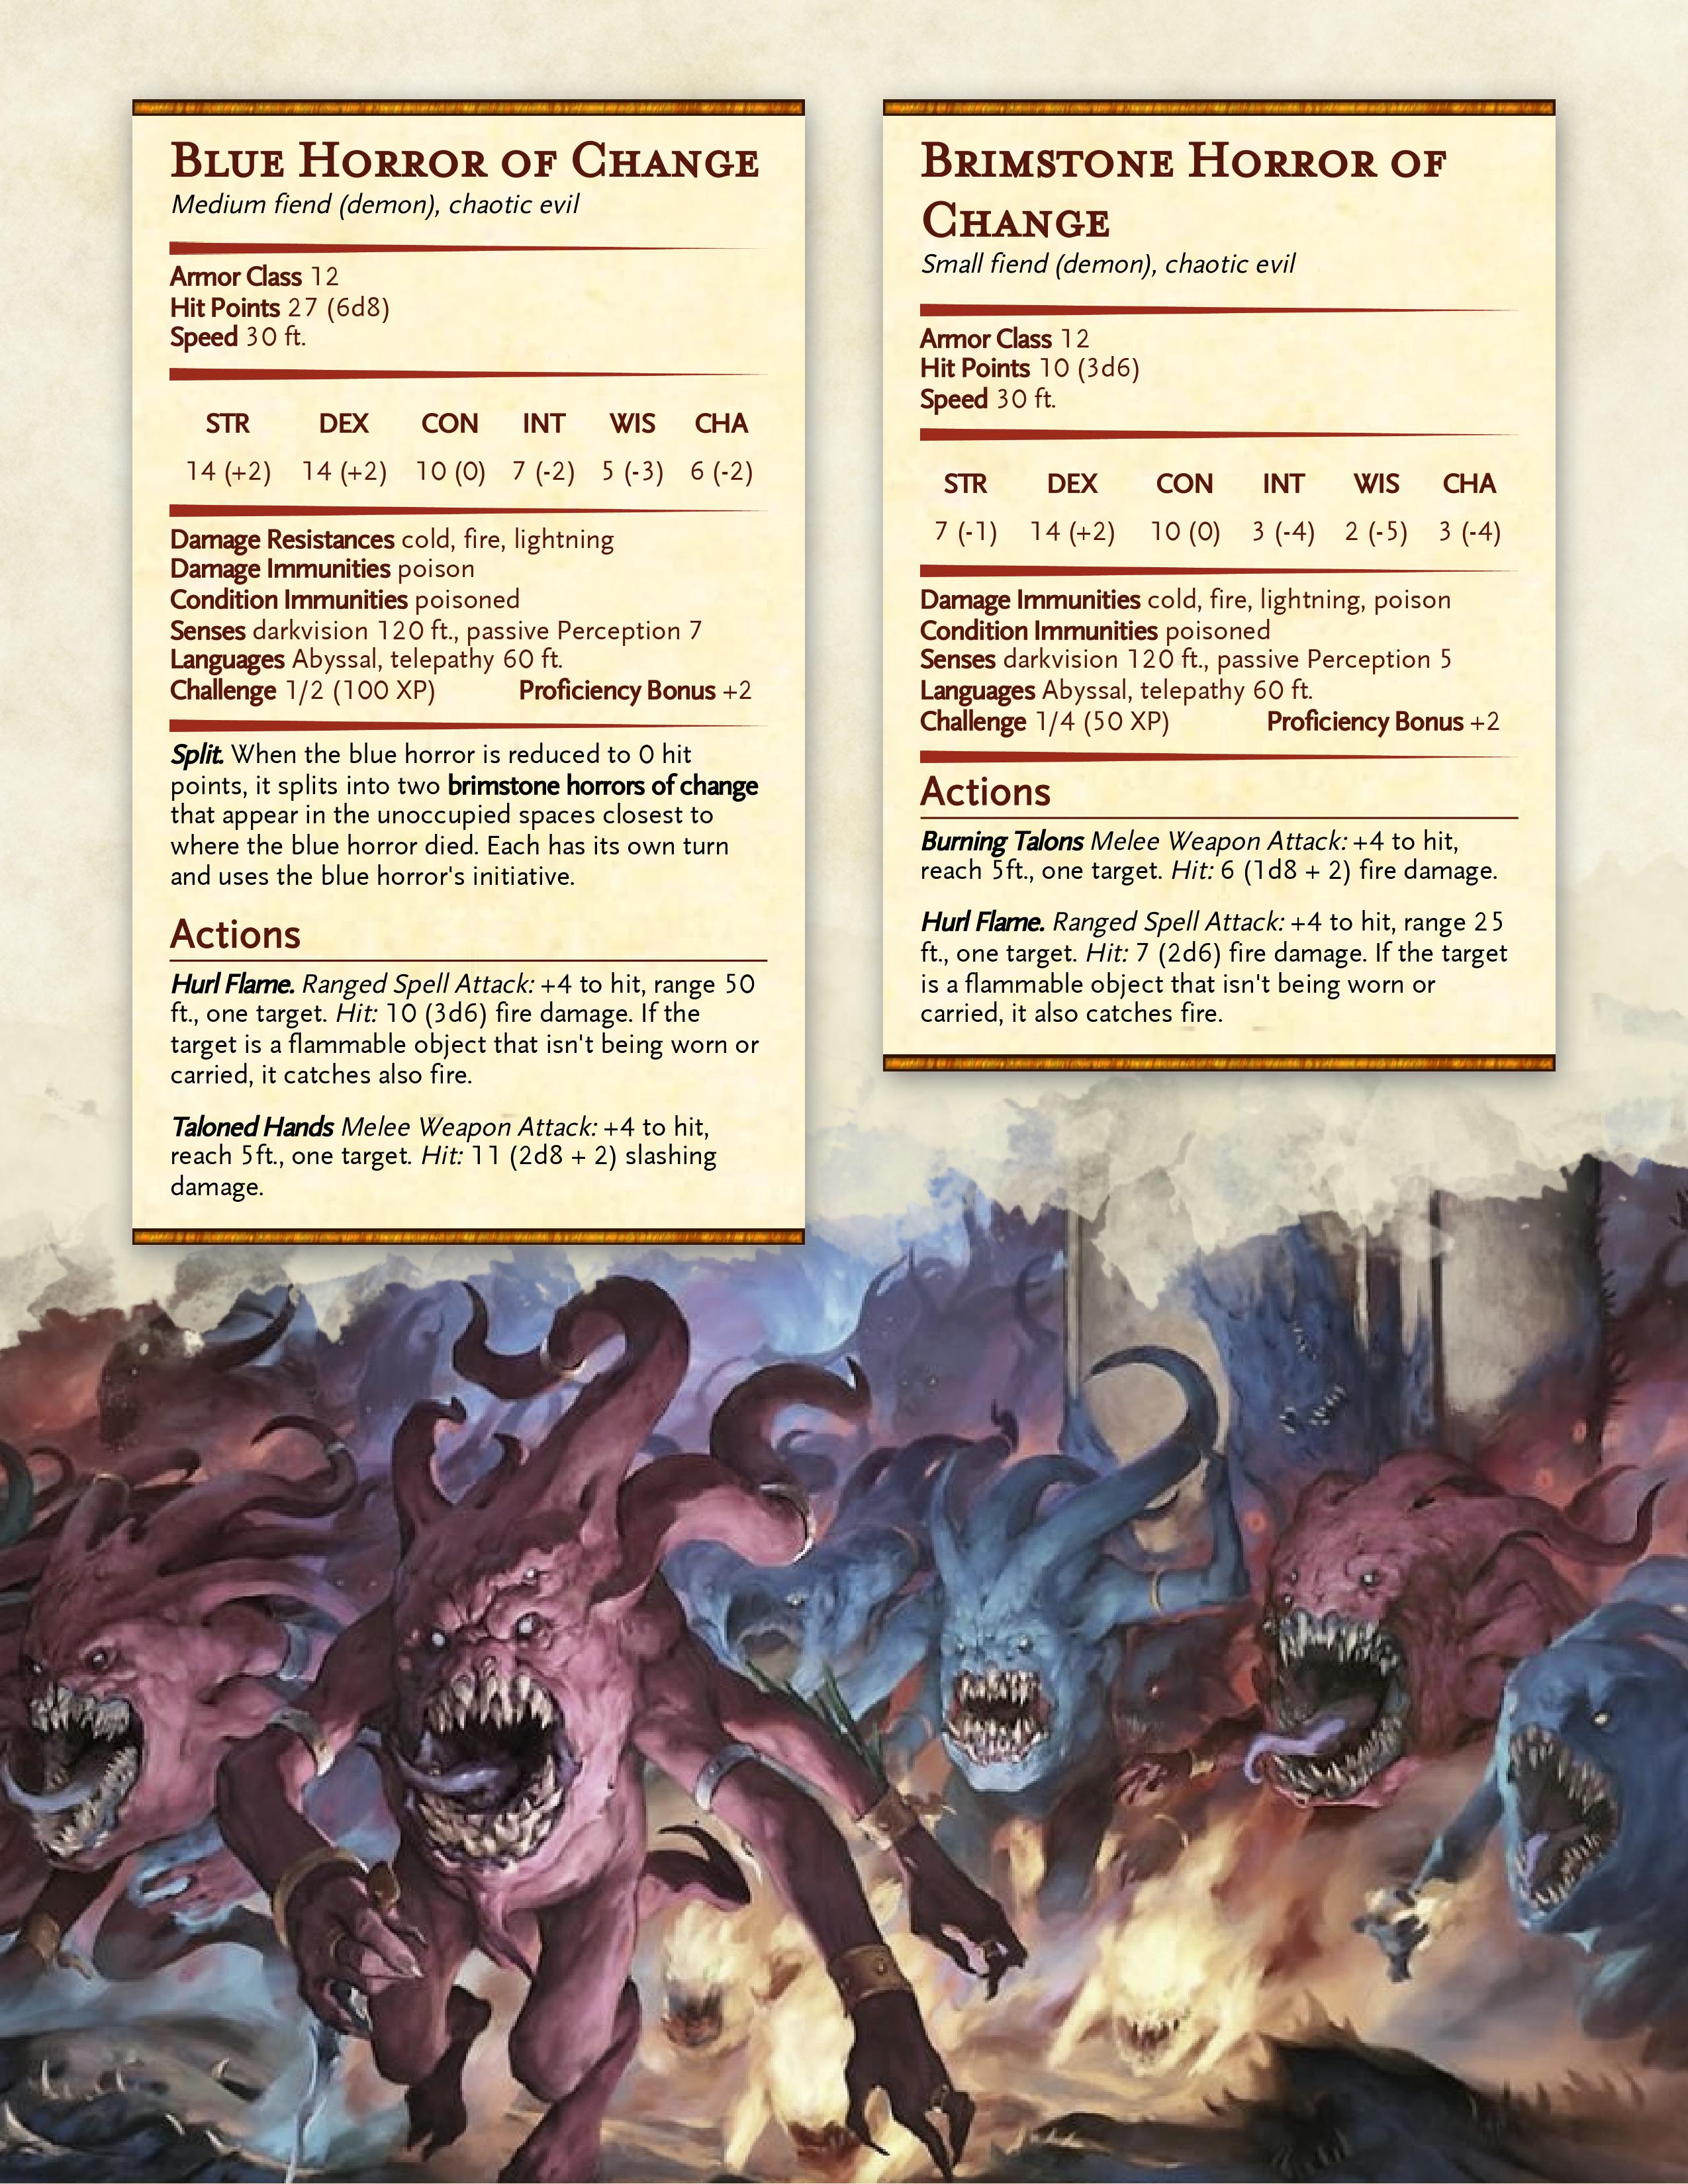 Blue Horror of Change
Medium fiend (demon), chaotic evil
Armor Class 12
Hit Points 27 (6d8)
Speed 30 ft.
STR DEX CON INT WIS CHA
14 (+2) 14 (+2) 10 (0) 7 (-2) 5 (-3) 6 (-2)
Damage Resistances cold, fire, lightning
Damage Immunities poison
Condition Immunities poisoned
Senses darkvision 120 ft., passive Perception 7
Languages Abyssal, telepathy 60 ft.
Challenge 1/2 (100 XP) Proficiency Bonus +2
Split. When the blue horror is reduced to 0 hit
points, it splits into two brimstone horrors of change
that appear in the unoccupied spaces closest to
where the blue horror died. Each has its own turn
and uses the blue horror's initiative.
Actions
Hurl Flame. Ranged Spell Attack: +4 to hit, range 50
ft., one target. Hit: 10 (3d6) fire damage. If the
target is a flammable object that isn't being worn or
carried, it catches also fire.
Taloned Hands Melee Weapon Attack: +4 to hit,
reach 5ft., one target. Hit: 11 (2d8 + 2) slashing
damage.
Brimstone Horror of
Change
Small fiend (demon), chaotic evil
Armor Class 12
Hit Points 10 (3d6)
Speed 30 ft.
STR DEX CON INT WIS CHA
7 (-1) 14 (+2) 10 (0) 3 (-4) 2 (-5) 3 (-4)
Damage Immunities cold, fire, lightning, poison
Condition Immunities poisoned
Senses darkvision 120 ft., passive Perception 5
Languages Abyssal, telepathy 60 ft.
Challenge 1/4 (50 XP) Proficiency Bonus +2
Actions
Burning Talons Melee Weapon Attack: +4 to hit,
reach 5ft., one target. Hit: 6 (1d8 + 2) fire damage.
Hurl Flame. Ranged Spell Attack: +4 to hit, range 25
ft., one target. Hit: 7 (2d6) fire damage. If the target
is a flammable object that isn't being worn or
carried, it also catches fire.